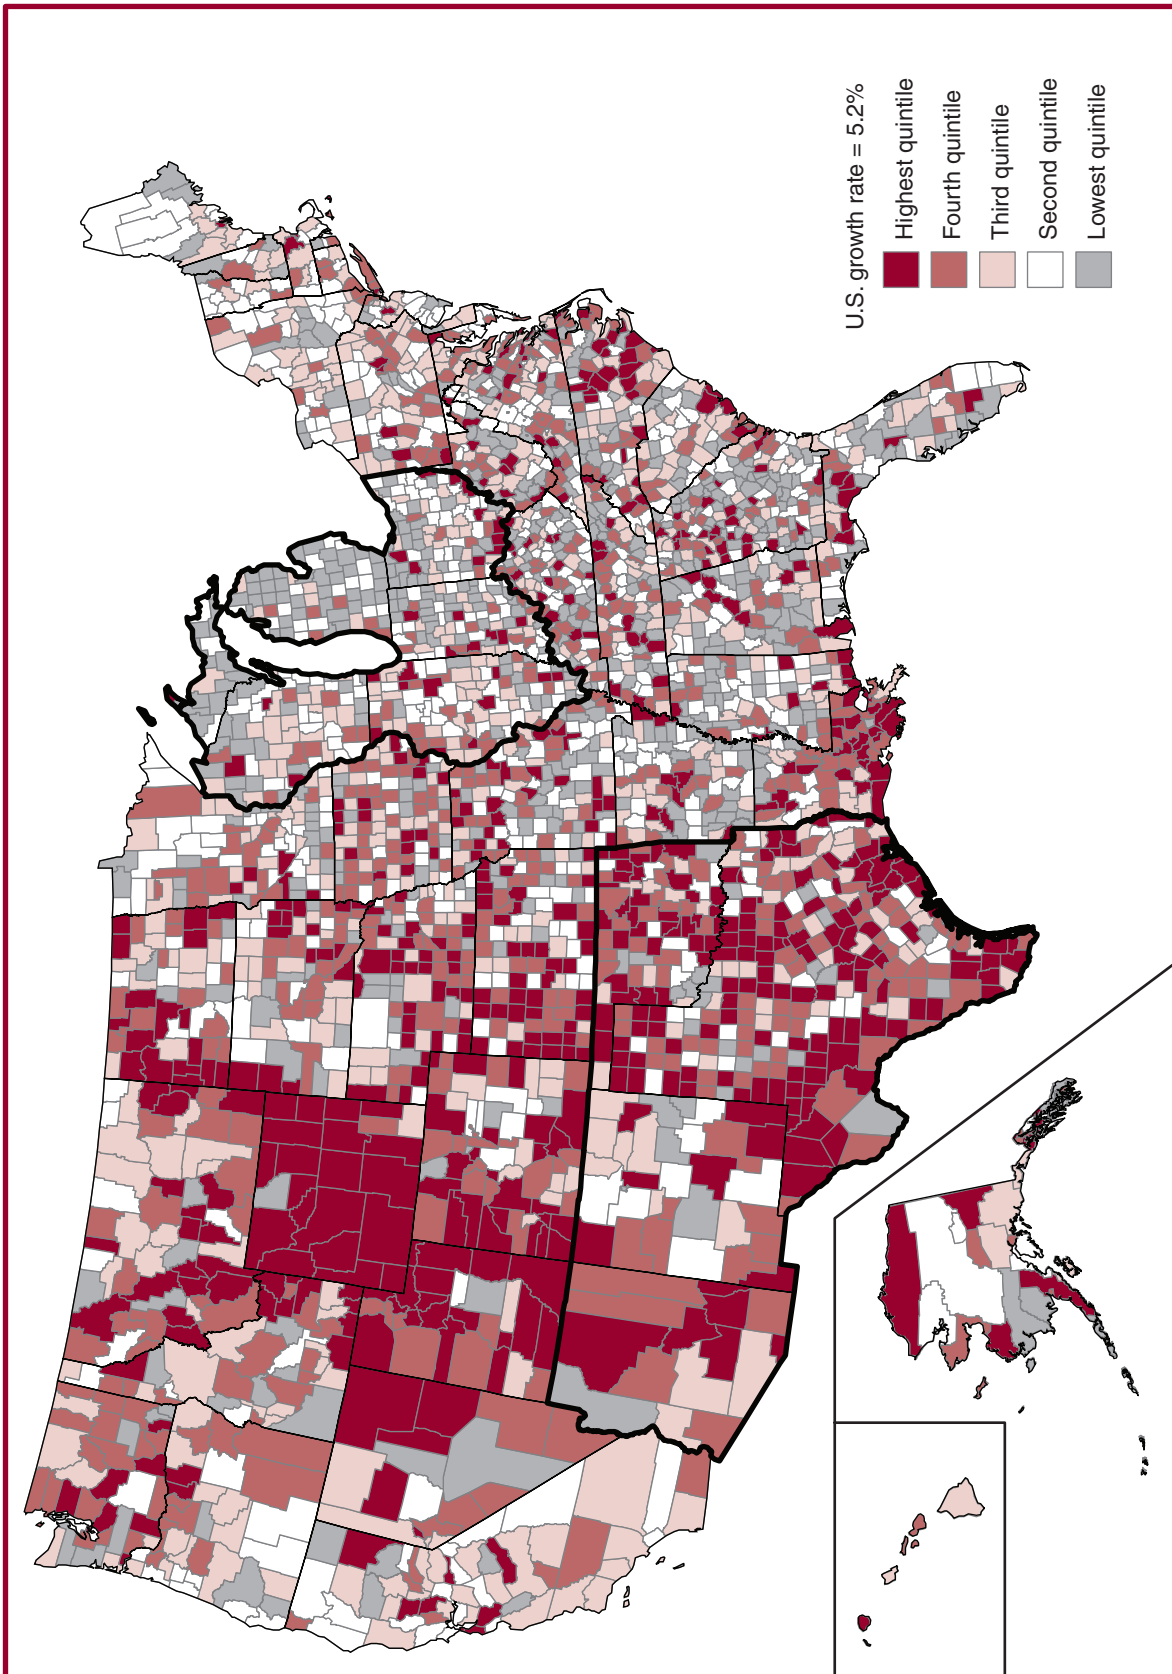 U.S. growth rate = 5.2%
Highest quintile
Fourth quintile
Third quintile
Second quintile
Lowest quintile